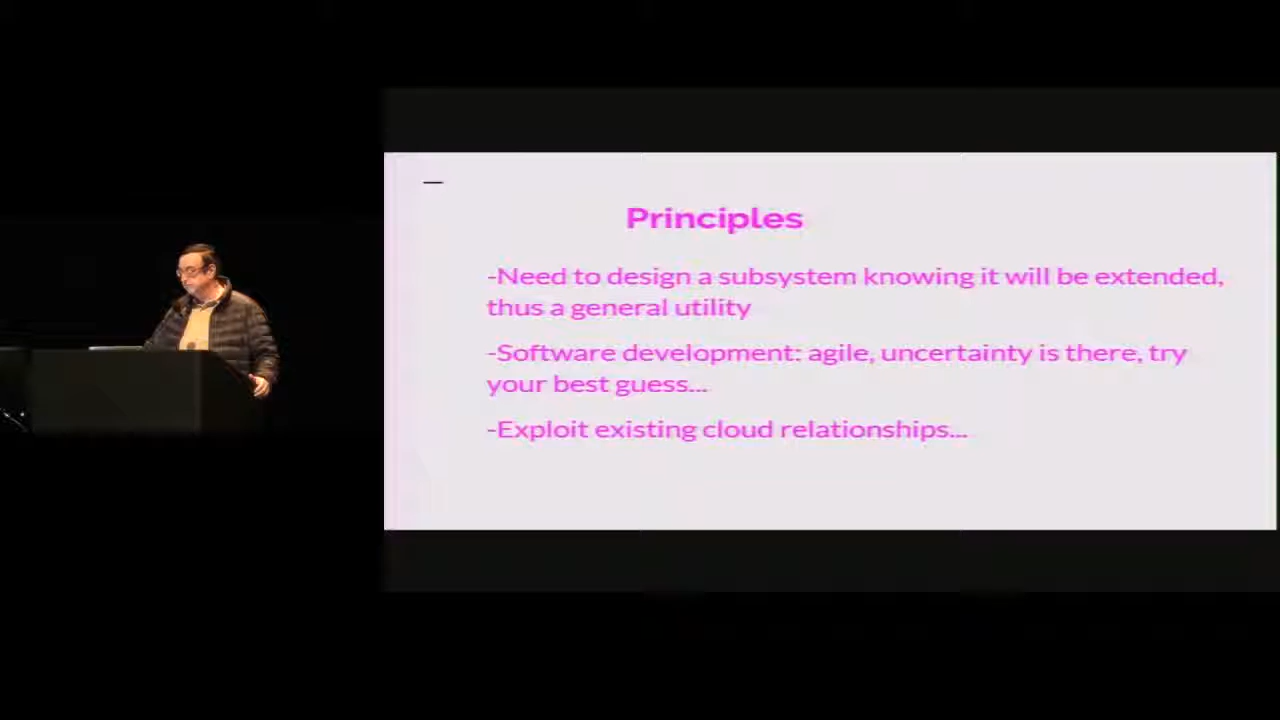 Principles
-Need to design a subsystem knowing it will be extended,
thus a general utility
-Software development: agile, uncertainty is there, try
your best guess...
-Exploit existing cloud relationships...